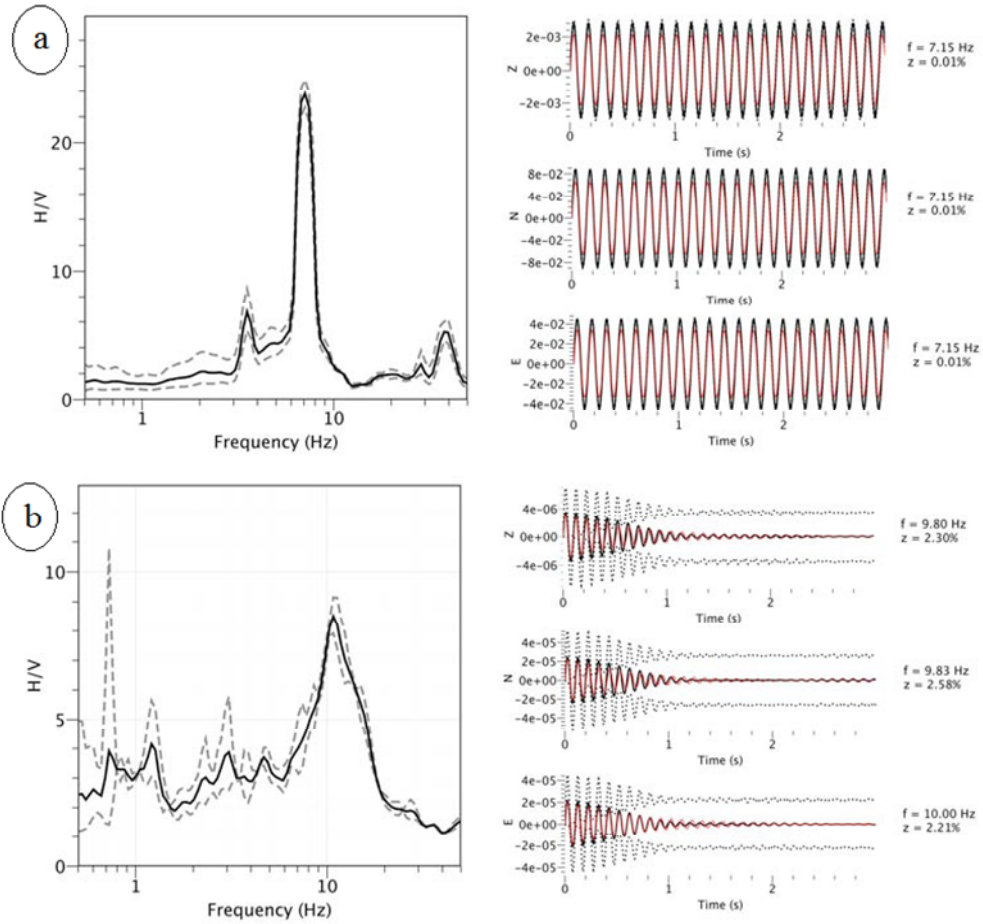 a
H/V
20
10
0
1
10
Frequency (Hz)
Z
2e-03
0e+00
−2e-03
0
1
2
Time (s)
f = 7.15 Hz
z = 0.01%
N
8e-02
4e-02
0e+00
−4e-02
−8e-02
0
1
2
Time (s)
f = 7.15 Hz
z = 0.01%
E
4e-02
2e-02
0e+00
−2e-02
−4e-02
0
1
2
Time (s)
f = 7.15 Hz
z = 0.01%
b
H/V
10
5
0
1
10
Frequency (Hz)
Z
4e-06
0e+00
−4e-06
0
1
2
Time (s)
f = 9.80 Hz
z = 2.30%
N
4e-05
2e-05
0e+00
−2e-05
−4e-05
0
1
2
Time (s)
f = 9.83 Hz
z = 2.58%
E
4e-05
2e-05
0e+00
−2e-05
−4e-05
0
1
2
Time (s)
f = 10.00 Hz
z = 2.21%